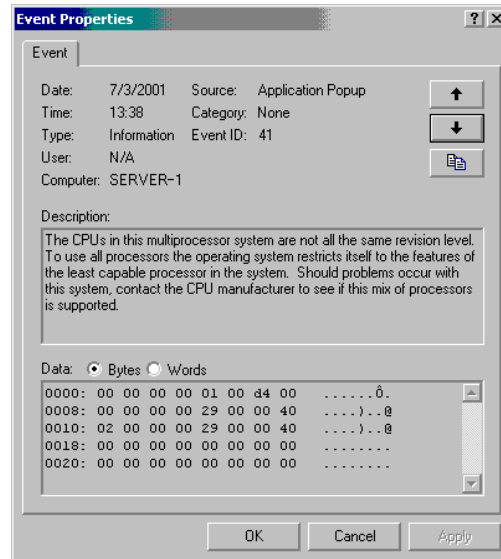 Event Properties
Event
Date: 7/3/2001 Source: Application Popup
Time: 13:38 Category: None
Type: Information Event ID: 41
User: N/A
Computer: SERVER-1
Description:
The CPUs in this multiprocessor system are not all the same revision level.
To use all processors the operating system restricts itself to the features of
the least capable processor in the system. Should problems occur with
this system, contact the CPU manufacturer to see if this mix of processors
is supported.
Data: Bytes Words
0000: 00 00 00 00 01 00 d4 00 ......Ô.
0008: 00 00 00 00 29 00 00 40 ....)..@
0010: 02 00 00 00 29 00 00 40 ....)..@
0018: 00 00 00 00 00 00 00 00 ........
0020: 00 00 00 00 00 00 00 00 ........
OK Cancel Apply